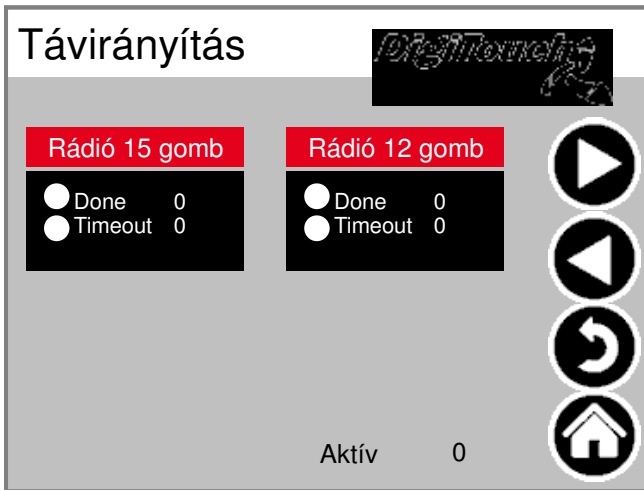 Távirányítás
DigiTouch
Rádió 15 gomb
Done 0
Timeout 0
Rádió 12 gomb
Done 0
Timeout 0
Aktív 0